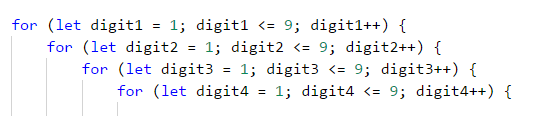 for (let digit1 = 1; digit1 <= 9; digit1++) {
for (let digit2 = 1; digit2 <= 9; digit2++) {
for (let digit3 = 1; digit3 <= 9; digit3++) {
for (let digit4 = 1; digit4 <= 9; digit4++) {